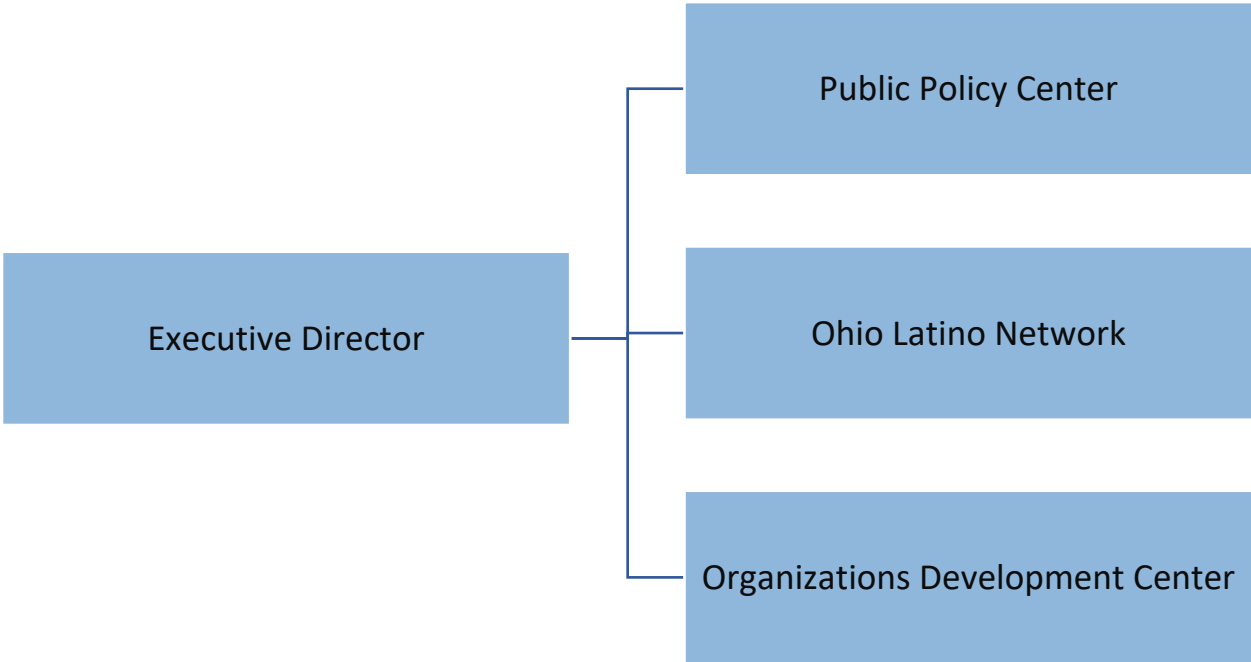 Public Policy Center
Executive Director
Ohio Latino Network
Organizations Development Center